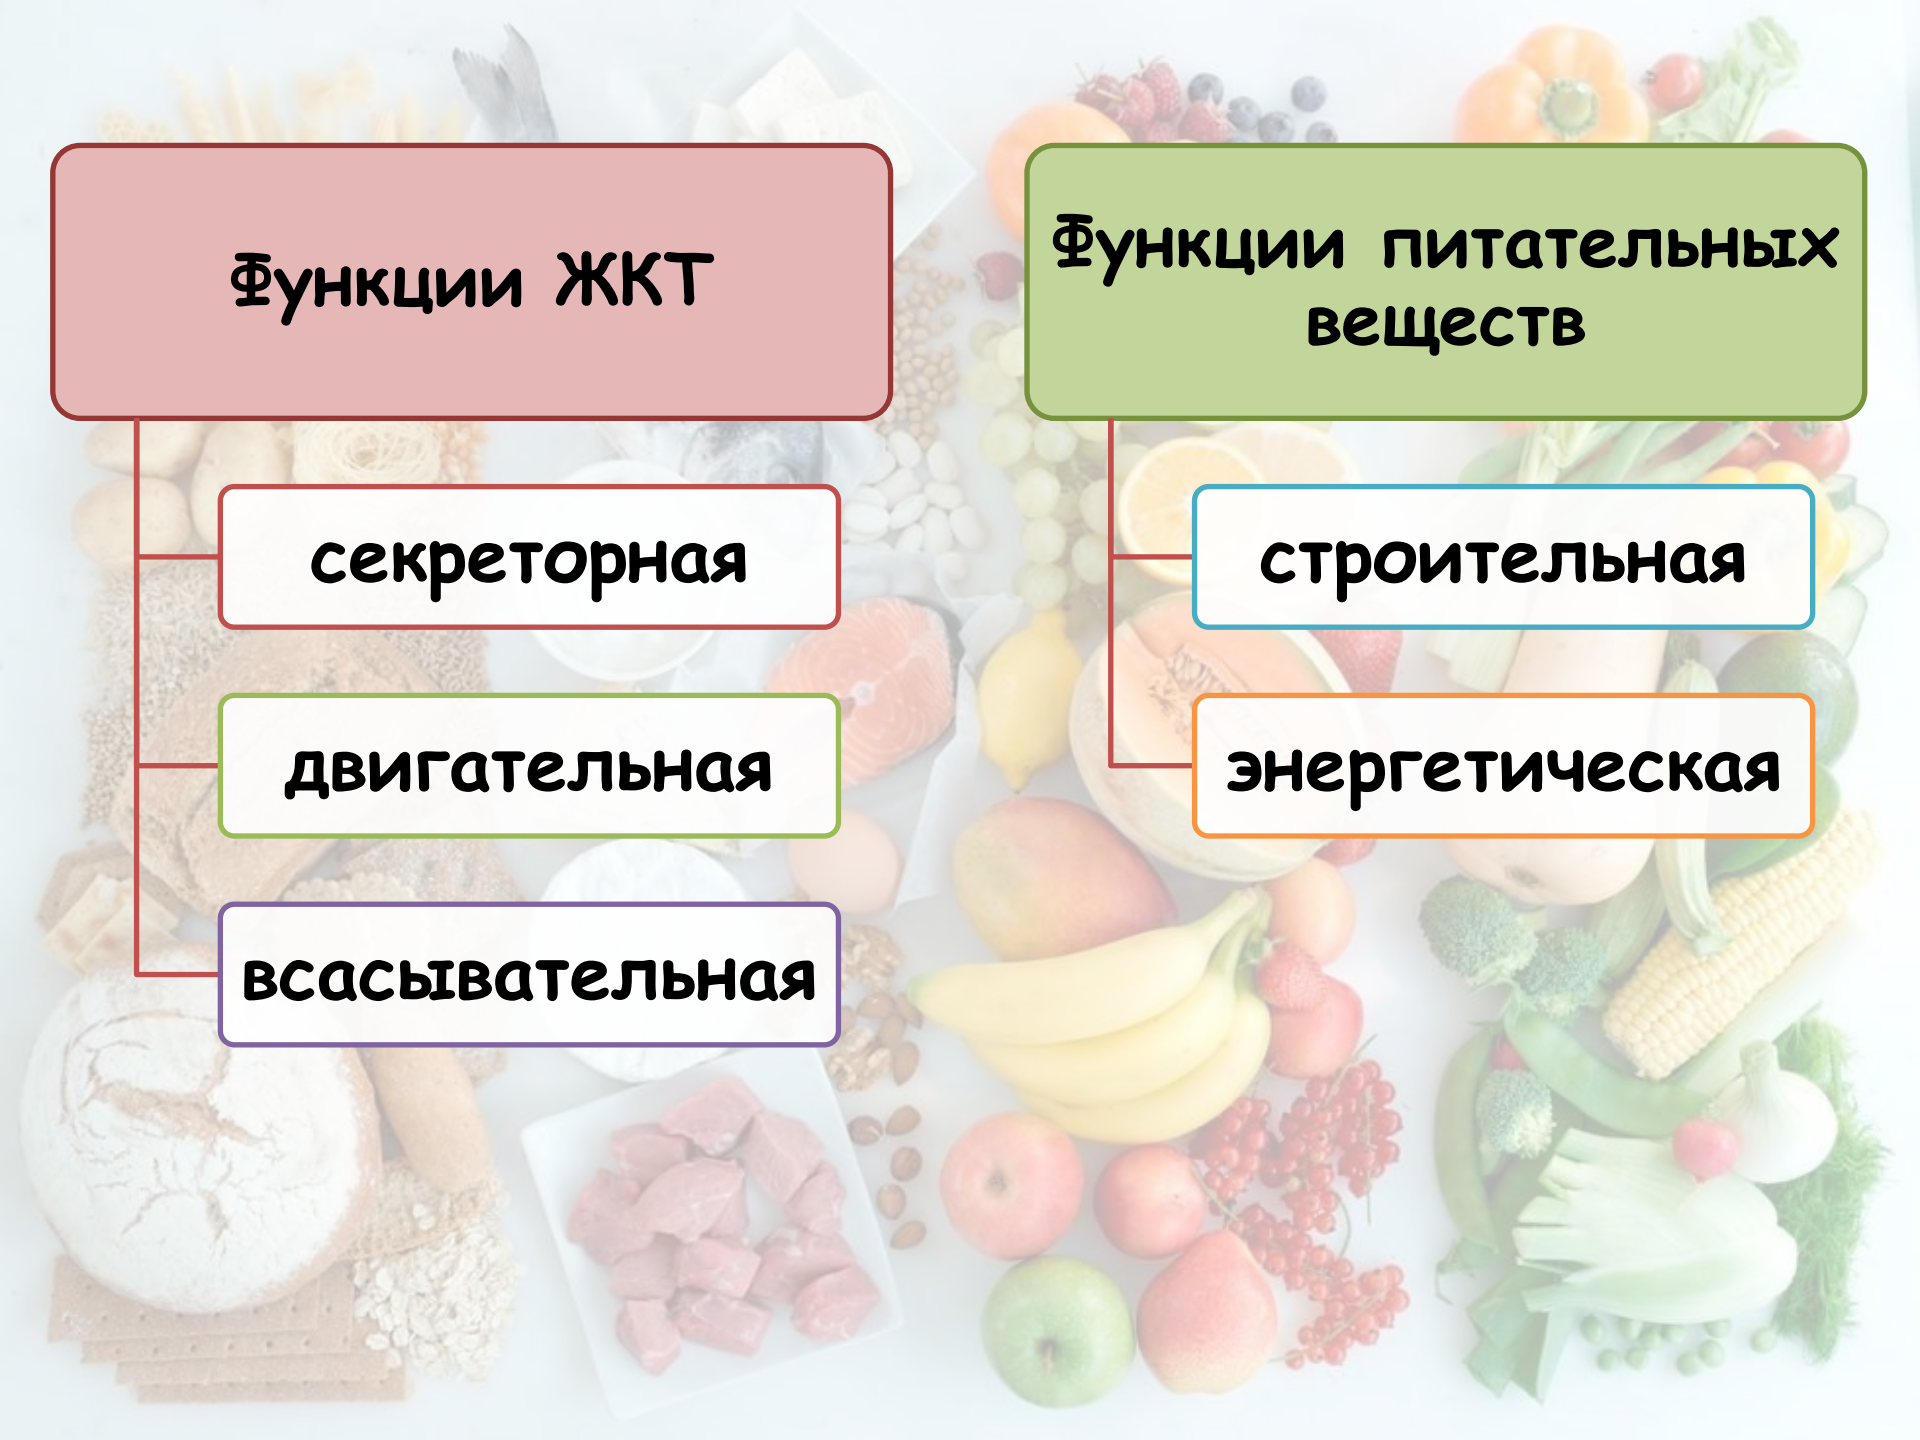 Функции ЖКТ
секреторная
двигательная
всасывательная
Функции питательных
веществ
строительная
энергетическая